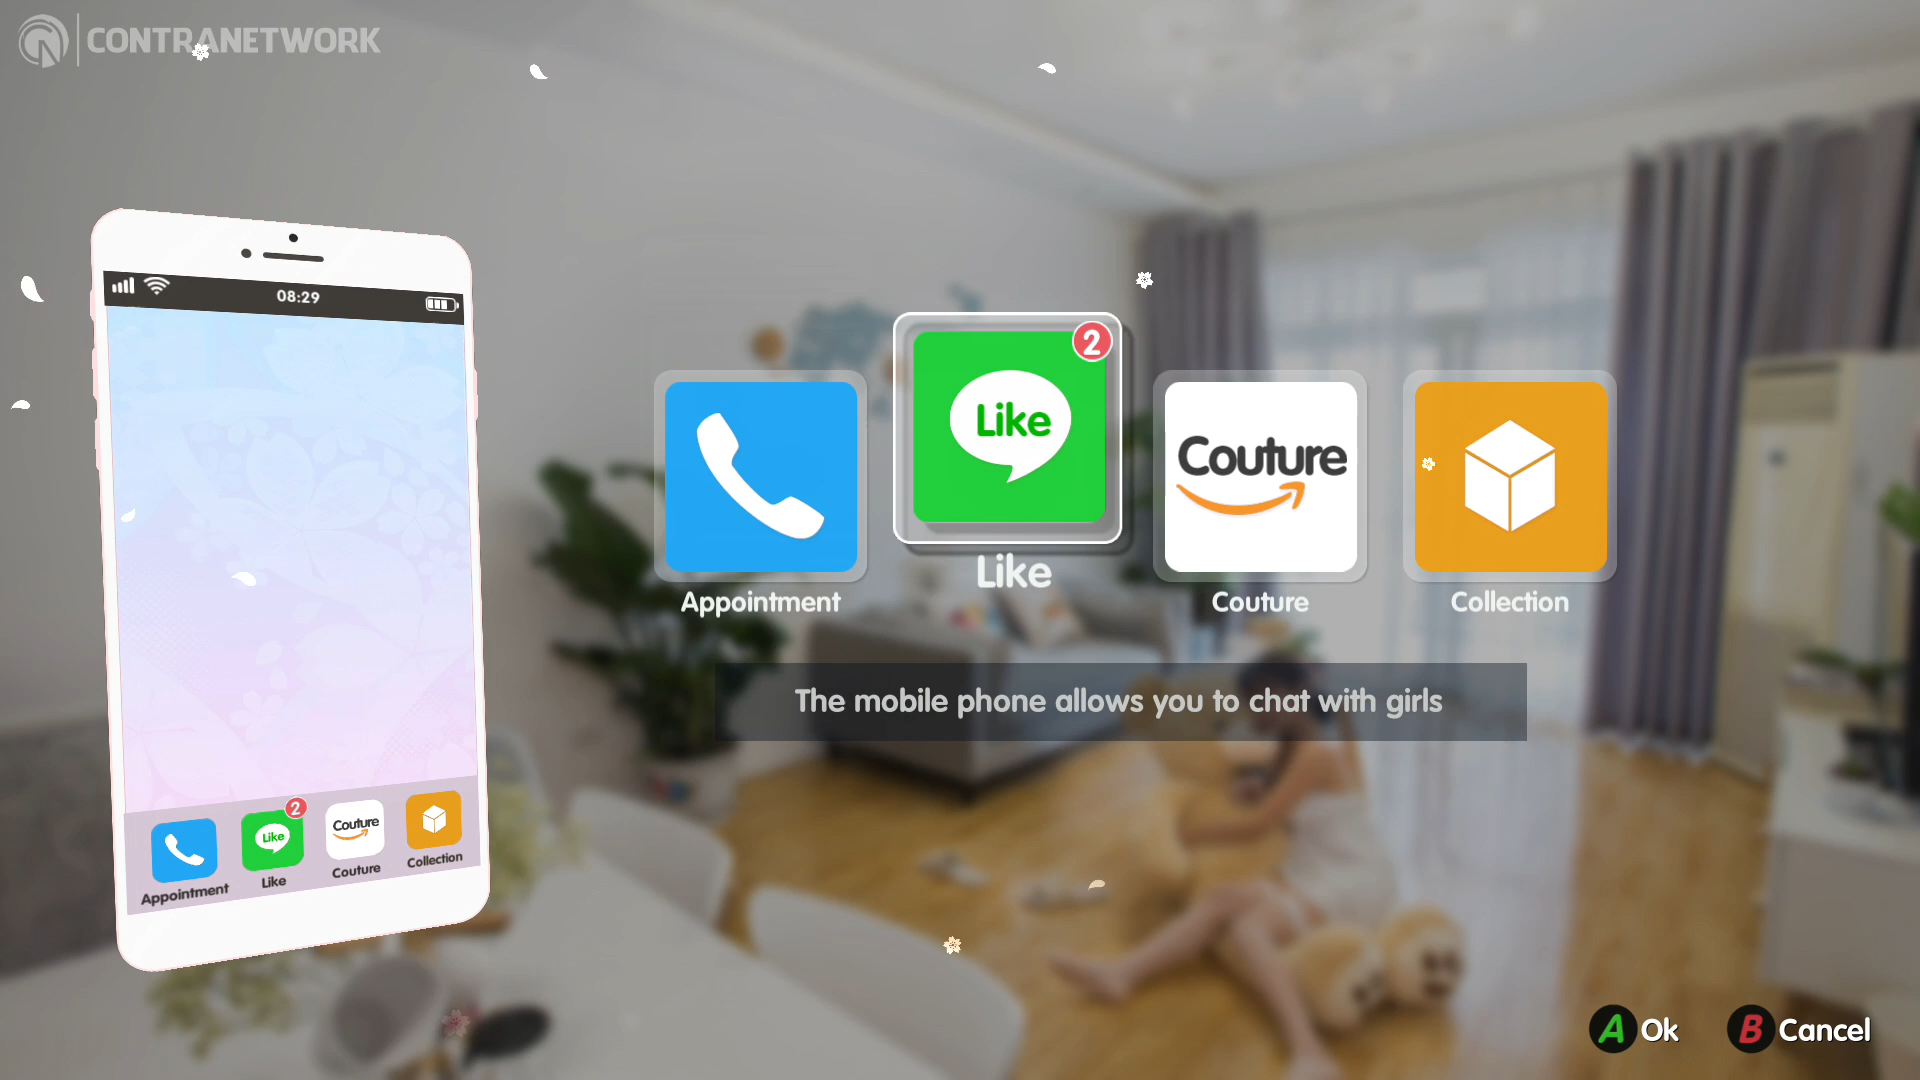 CONTRANETWORK
08:29
2
Like
Couture
Appointment
Like
Couture
Collection
The mobile phone allows you to chat with girls
2
Like
Couture
Appointment
Like
Couture
Collection
A Ok
B Cancel